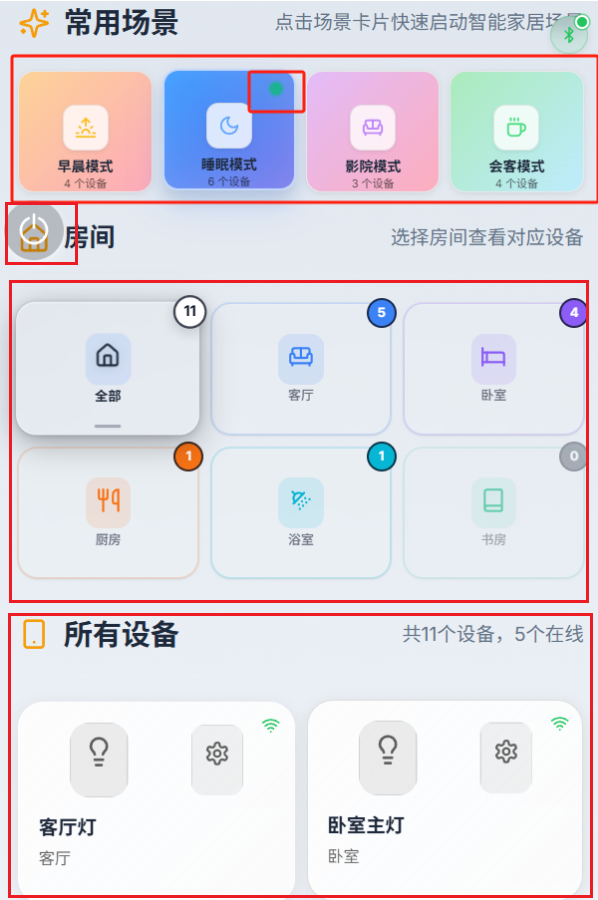 常用场景
点击场景卡片快速启动智能家居场景
早晨模式
4 个设备
睡眠模式
6 个设备
影院模式
3 个设备
会客模式
4 个设备
房间
选择房间查看对应设备
11
全部
5
客厅
4
卧室
1
厨房
1
浴室
0
书房
所有设备
共11个设备，5个在线
客厅灯
客厅
卧室主灯
卧室